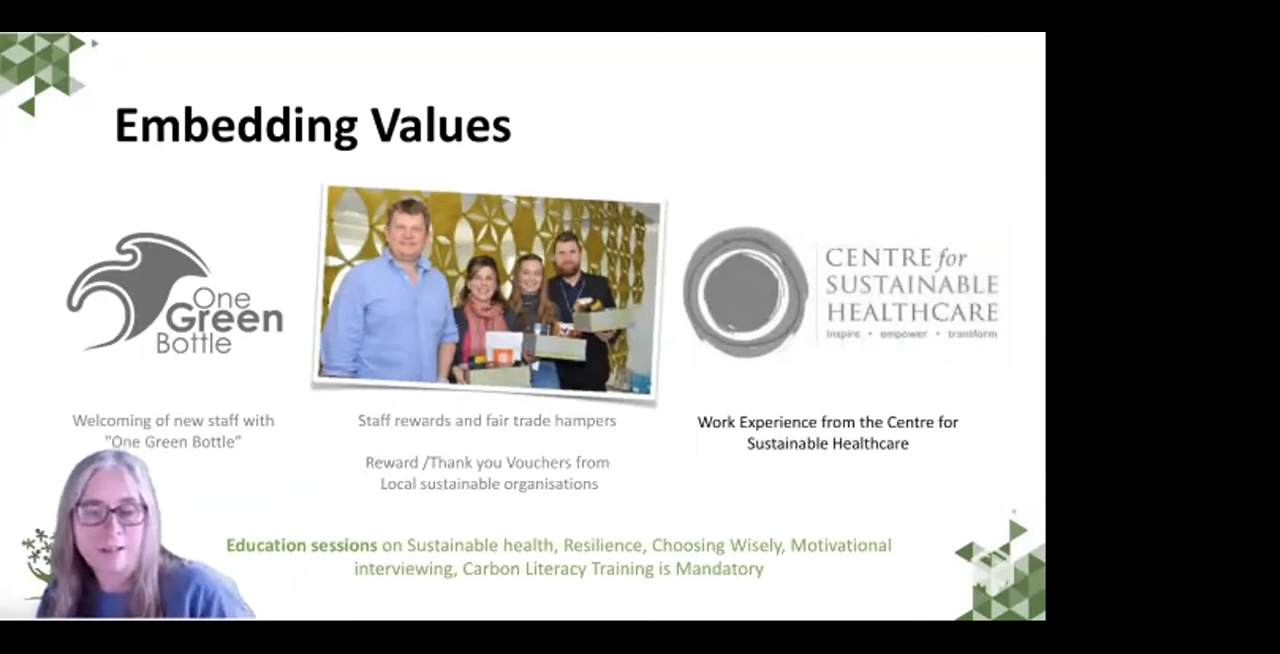 Embedding Values
One
Green
Bottle
CENTRE for
SUSTAINABLE
HEALTHCARE
Inspire • empower • transform
Welcoming of new staff with
"One Green Bottle"
Staff rewards and fair trade hampers
Reward /Thank you Vouchers from
Local sustainable organisations
Work Experience from the Centre for
Sustainable Healthcare
Education sessions on Sustainable health, Resilience, Choosing Wisely, Motivational
interviewing, Carbon Literacy Training is Mandatory